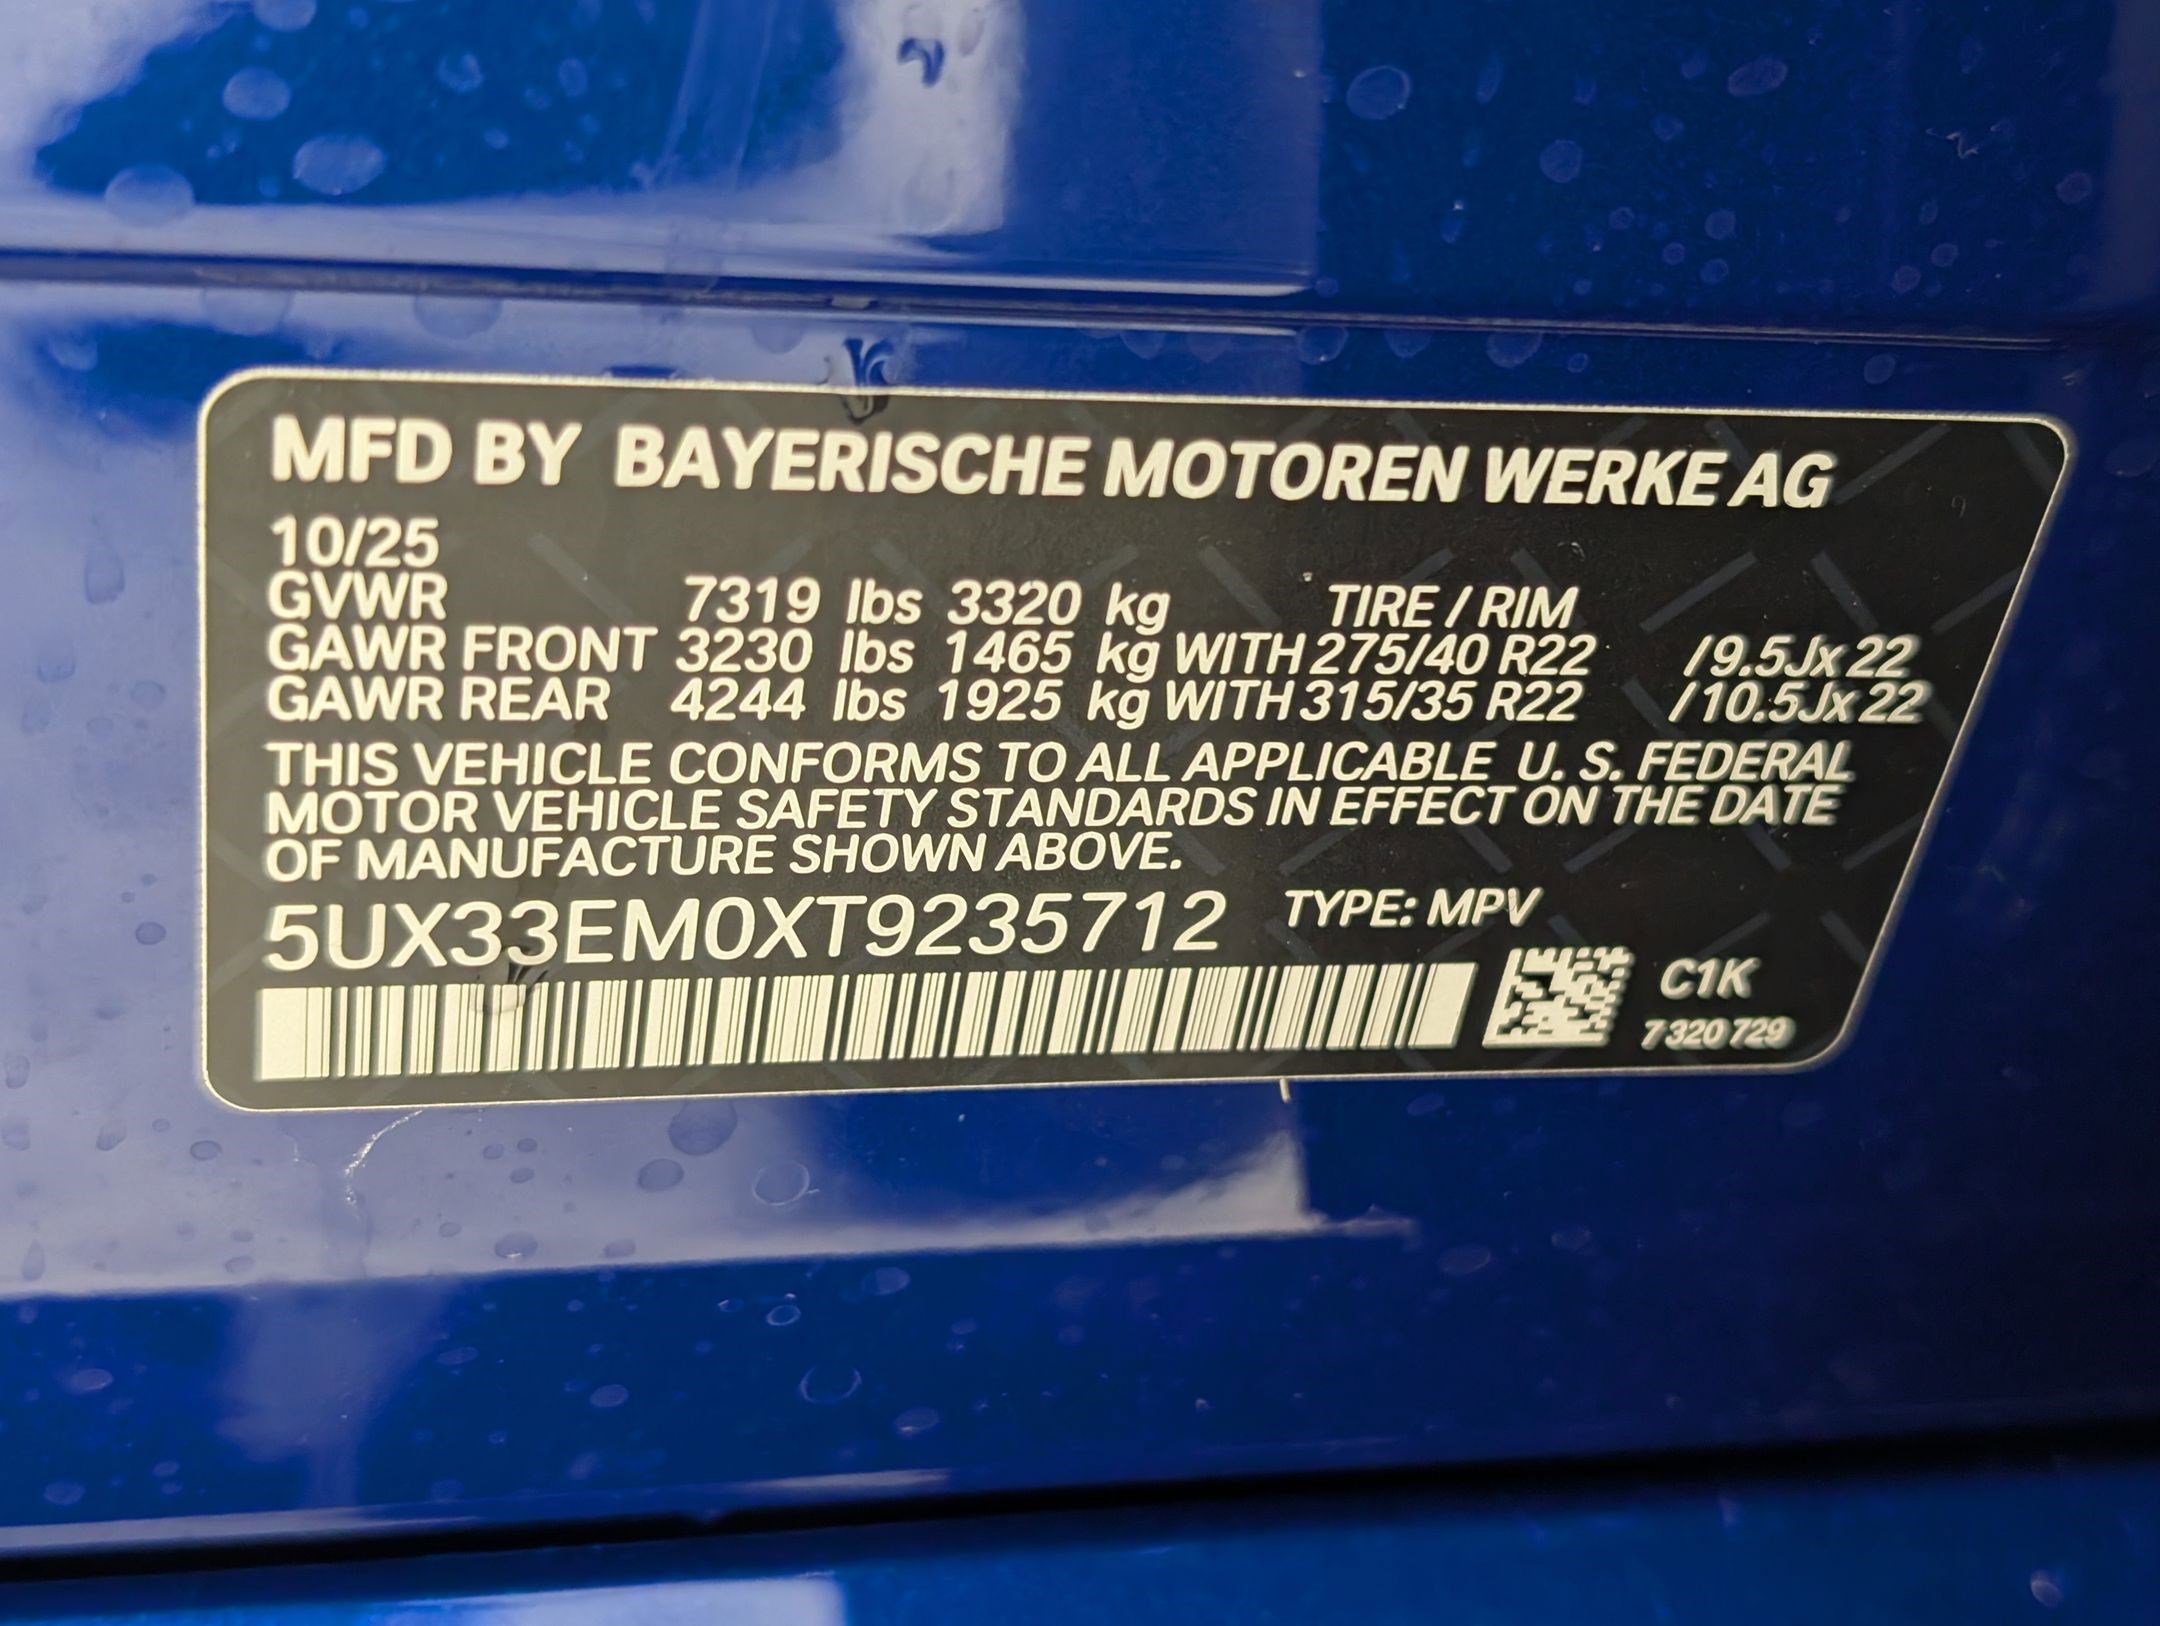 MFD BY BAYERISCHE MOTOREN WERKE AG
10/25
GVWR 7319 lbs 3320 kg TIRE / RIM
GAWR FRONT 3230 lbs 1465 kg WITH 275/40 R22 /9.5Jx22
GAWR REAR 4244 lbs 1925 kg WITH 315/35 R22 /10.5Jx22
THIS VEHICLE CONFORMS TO ALL APPLICABLE U. S. FEDERAL
MOTOR VEHICLE SAFETY STANDARDS IN EFFECT ON THE DATE
OF MANUFACTURE SHOWN ABOVE.
5UX33EM0XT9235712 TYPE: MPV
C1K
7320729